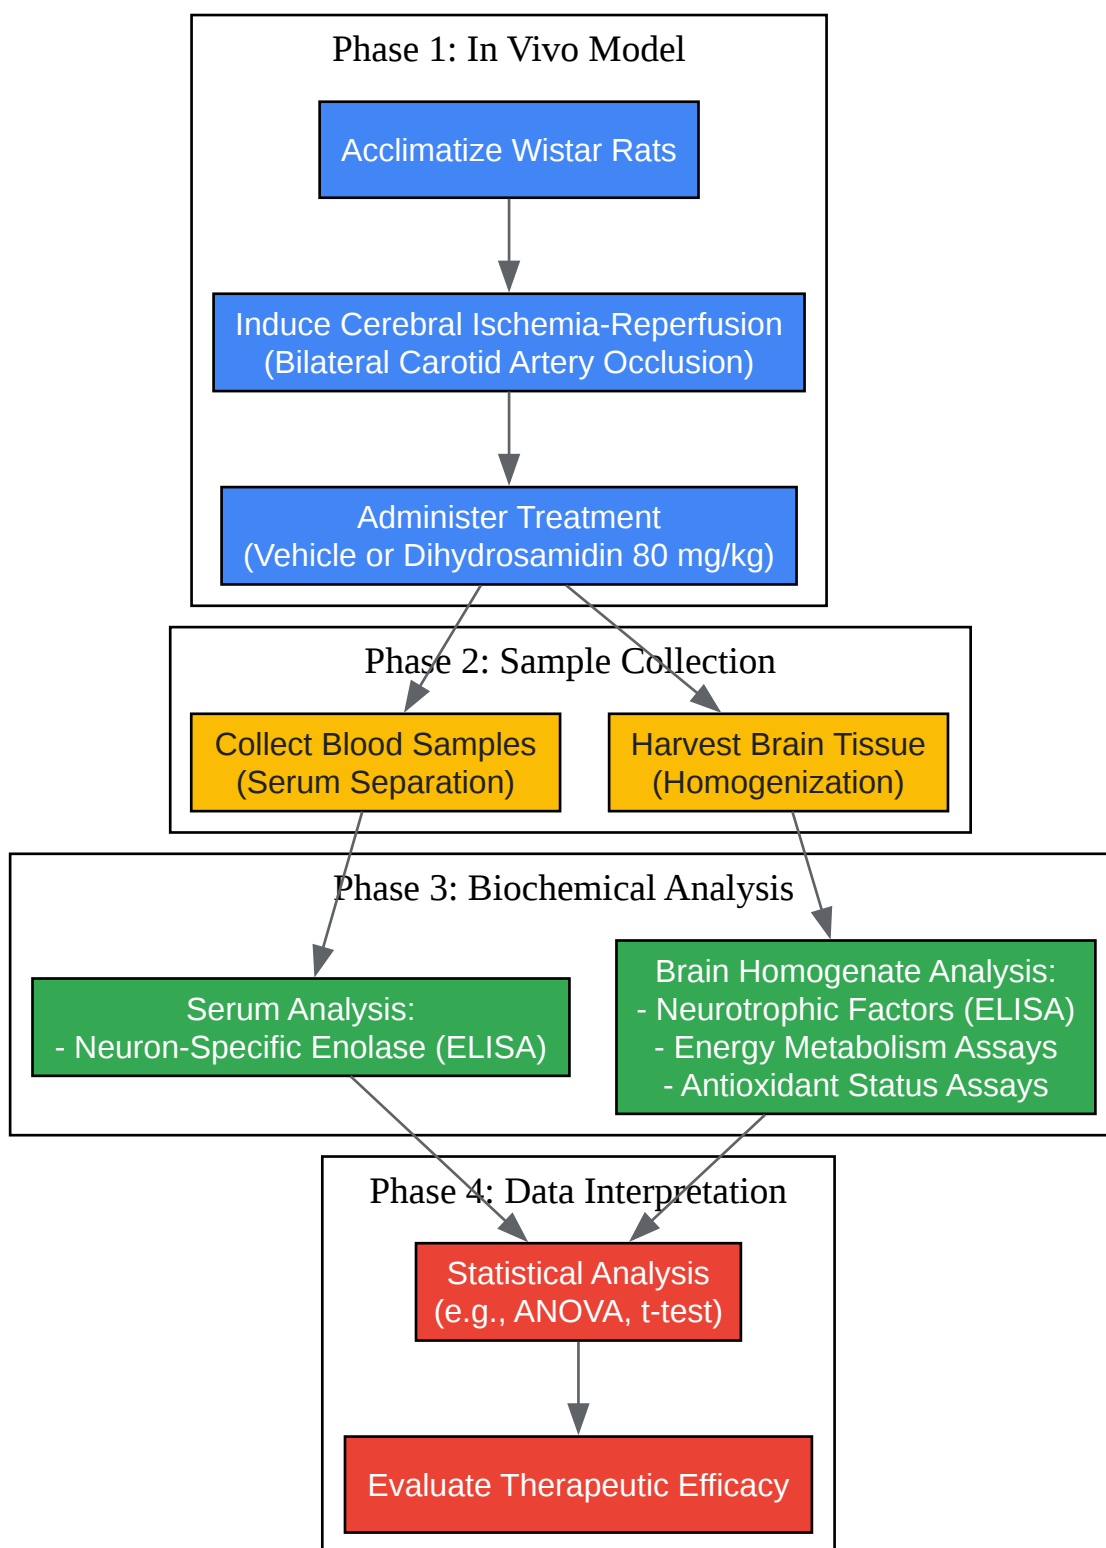 Phase 1: In Vivo Model
Acclimatize Wistar Rats
Induce Cerebral Ischemia-Reperfusion
(Bilateral Carotid Artery Occlusion)
Administer Treatment
(Vehicle or Dihydrosamidin 80 mg/kg)
Phase 2: Sample Collection
Collect Blood Samples
(Serum Separation)
Harvest Brain Tissue
(Homogenization)
Phase 3: Biochemical Analysis
Serum Analysis:
- Neuron-Specific Enolase (ELISA)
Brain Homogenate Analysis:
- Neurotrophic Factors (ELISA)
- Energy Metabolism Assays
- Antioxidant Status Assays
Phase 4: Data Interpretation
Statistical Analysis
(e.g., ANOVA, t-test)
Evaluate Therapeutic Efficacy